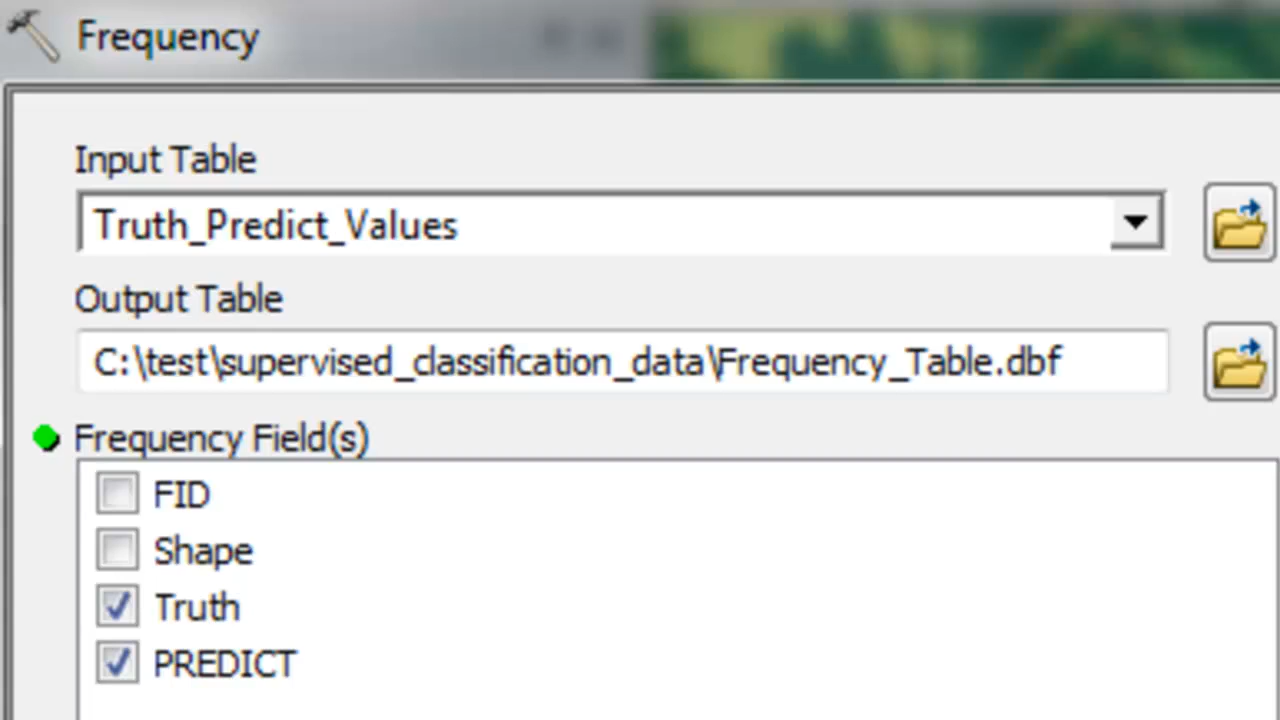 Frequency
Input Table
Truth_Predict_Values
Output Table
C:\test\supervised_classification_data\Frequency_Table.dbf
Frequency Field(s)
FID
Shape
Truth
PREDICT